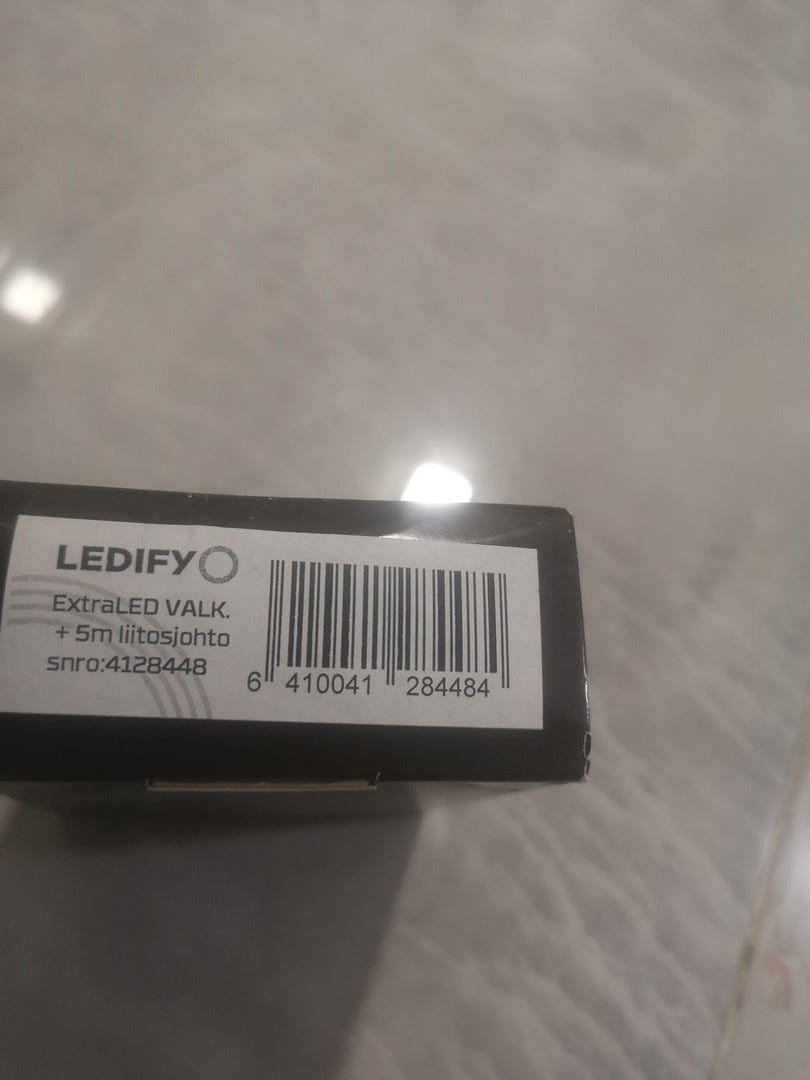 LEDIFY
ExtraLED VALK.
+ 5m liitosjohto
snro:4128448
6 410041 284484